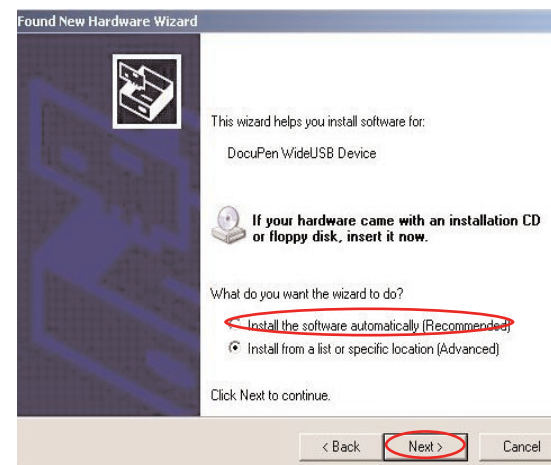 Found New Hardware Wizard
This wizard helps you install software for:
DocuPen WideUSB Device
If your hardware came with an installation CD
or floppy disk, insert it now.
What do you want the wizard to do?
Install the software automatically (Recommended)
Install from a list or specific location (Advanced)
Click Next to continue.
< Back
Next >
Cancel